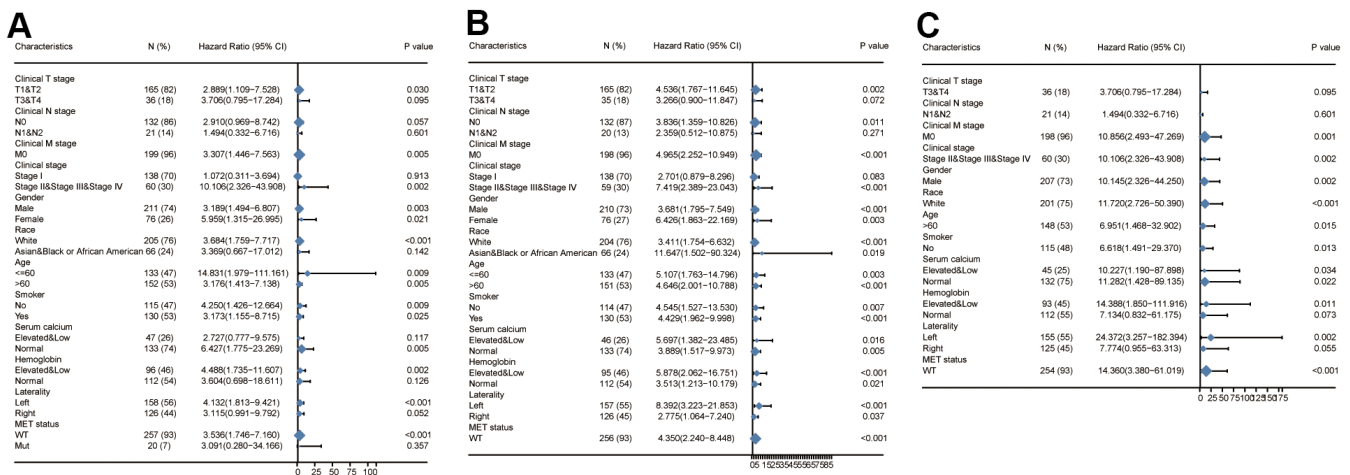 A
Characteristics N (%) Hazard Ratio (95% CI) P value
Clinical T stage
T1&T2 165 (82) 2.889(1.109−7.528) 0.030
T3&T4 36 (18) 3.706(0.795−17.284) 0.095
Clinical N stage
N0 132 (86) 2.910(0.969−8.742) 0.057
N1&N2 21 (14) 1.494(0.332−6.716) 0.601
Clinical M stage
M0 199 (96) 3.307(1.446−7.563) 0.005
Clinical stage
Stage I 138 (70) 1.072(0.311−3.694) 0.913
Stage II&Stage III&Stage IV 60 (30) 10.106(2.326−43.908) 0.002
Gender
Male 211 (74) 3.189(1.494−6.807) 0.003
Female 76 (26) 5.959(1.315−26.995) 0.021
Race
White 205 (76) 3.684(1.759−7.717) <0.001
Asian&Black or African American 66 (24) 3.369(0.667−17.012) 0.142
Age
<=60 133 (47) 14.831(1.979−111.161) 0.009
>60 152 (53) 3.176(1.413−7.138) 0.005
Smoker
No 115 (47) 4.250(1.426−12.664) 0.009
Yes 130 (53) 3.173(1.155−8.715) 0.025
Serum calcium
Elevated&Low 47 (26) 2.727(0.777−9.575) 0.117
Normal 133 (74) 6.427(1.775−23.269) 0.005
Hemoglobin
Elevated&Low 96 (46) 4.488(1.735−11.607) 0.002
Normal 112 (54) 3.604(0.698−18.611) 0.126
Laterality
Left 158 (56) 4.132(1.813−9.421) <0.001
Right 126 (44) 3.115(0.991−9.792) 0.052
MET status
WT 257 (93) 3.536(1.746−7.160) <0.001
Mut 20 (7) 3.091(0.280−34.166) 0.357
0 25 50 75 100
B
Characteristics N (%) Hazard Ratio (95% CI) P value
Clinical T stage
T1&T2 165 (82) 4.536(1.767−11.645) 0.002
T3&T4 35 (18) 3.266(0.900−11.847) 0.072
Clinical N stage
N0 132 (87) 3.836(1.359−10.826) 0.011
N1&N2 20 (13) 2.359(0.512−10.875) 0.271
Clinical M stage
M0 198 (96) 4.965(2.252−10.949) <0.001
Clinical stage
Stage I 138 (70) 2.701(0.879−8.296) 0.083
Stage II&Stage III&Stage IV 59 (30) 7.419(2.389−23.043) <0.001
Gender
Male 210 (73) 3.681(1.795−7.549) <0.001
Female 76 (27) 6.426(1.863−22.169) 0.003
Race
White 204 (76) 3.411(1.754−6.632) <0.001
Asian&Black or African American 66 (24) 11.647(1.502−90.324) 0.019
Age
<=60 133 (47) 5.107(1.763−14.796) 0.003
>60 151 (53) 4.646(2.001−10.788) <0.001
Smoker
No 114 (47) 4.545(1.527−13.530) 0.007
Yes 130 (53) 4.429(1.962−9.998) <0.001
Serum calcium
Elevated&Low 46 (26) 5.697(1.382−23.485) 0.016
Normal 133 (74) 3.889(1.517−9.973) 0.005
Hemoglobin
Elevated&Low 95 (46) 5.878(2.062−16.751) <0.001
Normal 112 (54) 3.513(1.213−10.179) 0.021
Laterality
Left 157 (55) 8.392(3.223−21.853) <0.001
Right 126 (45) 2.775(1.064−7.240) 0.037
MET status
WT 256 (93) 4.350(2.240−8.448) <0.001
05 1525354555657585
C
Characteristics N (%) Hazard Ratio (95% CI) P value
Clinical T stage
T3&T4 36 (18) 3.706(0.795−17.284) 0.095
Clinical N stage
N1&N2 21 (14) 1.494(0.332−6.716) 0.601
Clinical M stage
M0 198 (96) 10.856(2.493−47.269) 0.001
Clinical stage
Stage II&Stage III&Stage IV 60 (30) 10.106(2.326−43.908) 0.002
Gender
Male 207 (73) 10.145(2.326−44.250) 0.002
Race
White 201 (75) 11.720(2.726−50.390) <0.001
Age
>60 148 (53) 6.951(1.468−32.902) 0.015
Smoker
No 115 (48) 6.618(1.491−29.370) 0.013
Serum calcium
Elevated&Low 45 (25) 10.227(1.190−87.898) 0.034
Normal 132 (75) 11.282(1.428−89.135) 0.022
Hemoglobin
Elevated&Low 93 (45) 14.388(1.850−111.916) 0.011
Normal 112 (55) 7.134(0.832−61.175) 0.073
Laterality
Left 155 (55) 24.372(3.257−182.394) 0.002
Right 125 (45) 7.774(0.955−63.313) 0.055
MET status
WT 254 (93) 14.360(3.380−61.019) <0.001
0 25 50 75